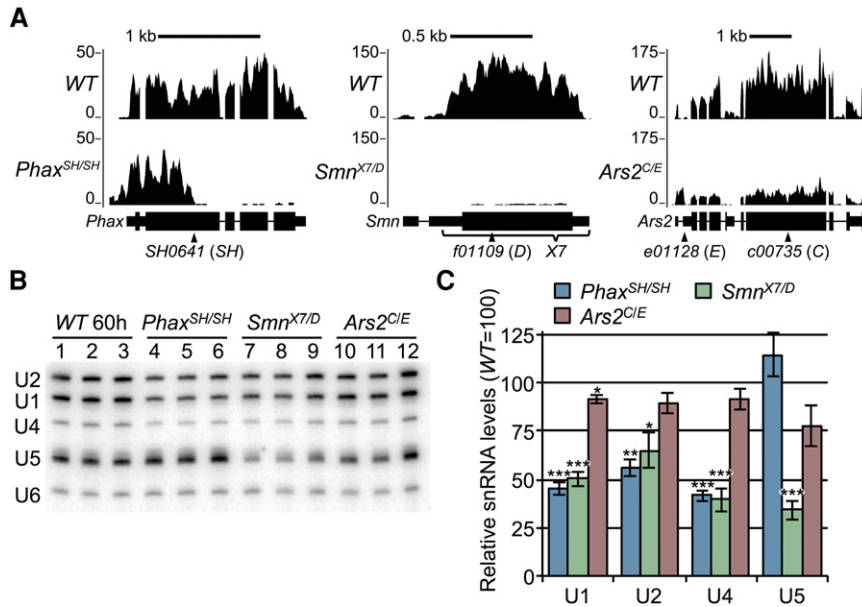 A
1 kb
0.5 kb
1 kb
50
WT
0
150
WT
0
175
WT
0
50
Phax^SH/SH
0
150
Smn^X7/D
0
175
Ars2^C/E
0
Phax
Smn
Ars2
SH0641 (SH)
f01109 (D)
X7
e01128 (E)
c00735 (C)
B
WT 60h Phax^SH/SH Smn^X7/D Ars2^C/E
1 2 3 4 5 6 7 8 9 10 11 12
U2
U1
U4
U5
U6
C
Phax^SH/SH
Smn^X7/D
Ars2^C/E
Relative snRNA levels (WT=100)
125
100
75
50
25
0
*** *** *
** *
*** ***
***
U1 U2 U4 U5